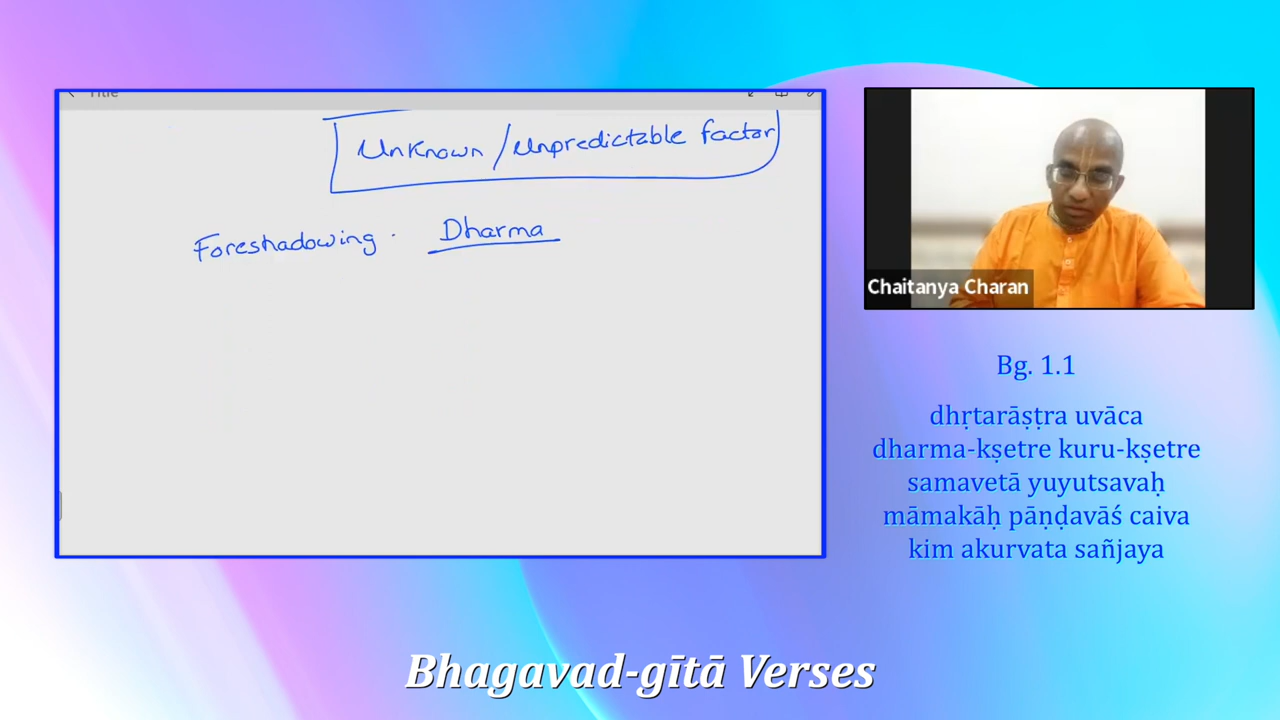 Title
Unknown / Unpredictable factor
Foreshadowing . Dharma
Chaitanya Charan
Bg. 1.1
dhṛtarāṣṭra uvāca
dharma-kṣetre kuru-kṣetre
samavetā yuyutsavaḥ
māmakāḥ pāṇḍavāś caiva
kim akurvata sañjaya
Bhagavad-gītā Verses